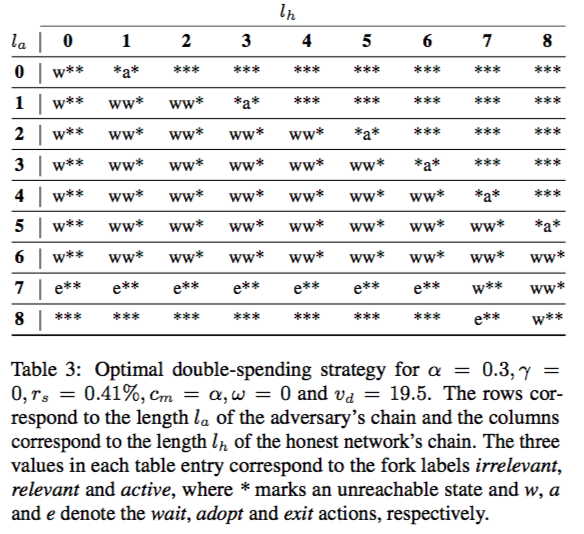 l_h
l_a | 0 1 2 3 4 5 6 7 8
0 | w** *a* *** *** *** *** *** *** ***
1 | w** ww* ww* *a* *** *** *** *** ***
2 | w** ww* ww* ww* ww* *a* *** *** ***
3 | w** ww* ww* ww* ww* ww* *a* *** ***
4 | w** ww* ww* ww* ww* ww* ww* *a* ***
5 | w** ww* ww* ww* ww* ww* ww* ww* *a*
6 | w** ww* ww* ww* ww* ww* ww* ww* ww*
7 | e** e** e** e** e** e** e** w** ww*
8 | *** *** *** *** *** *** *** e** w**
Table 3: Optimal double-spending strategy for α = 0.3, γ =
0, r_s = 0.41%, c_m = α, ω = 0 and v_d = 19.5. The rows cor-
respond to the length l_a of the adversary's chain and the columns
correspond to the length l_h of the honest network's chain. The three
values in each table entry correspond to the fork labels irrelevant,
relevant and active, where * marks an unreachable state and w, a
and e denote the wait, adopt and exit actions, respectively.